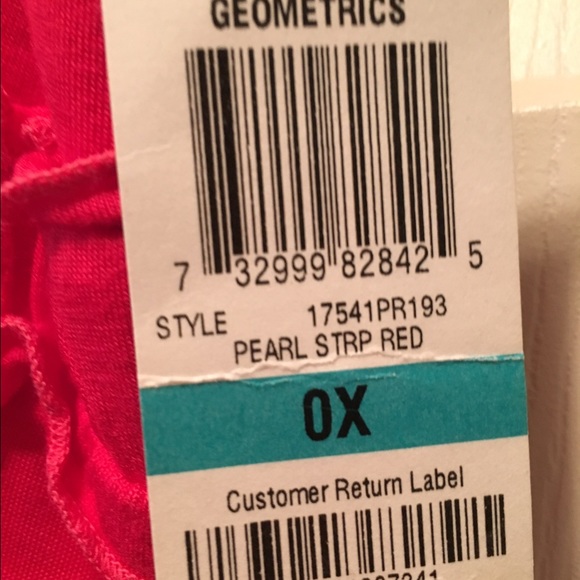 GEOMETRICS
7 32999 82842 5
STYLE 17541PR193
PEARL STRP RED
0X
Customer Return Label